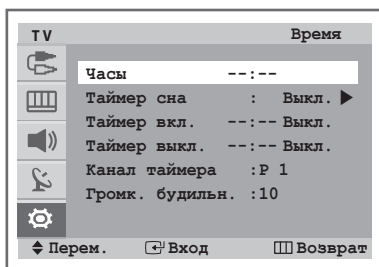 TV Время
Часы --:--
Таймер сна : Выкл. ▶
Таймер вкл. --:-- Выкл.
Таймер выкл. --:-- Выкл.
Канал таймера :P 1
Громк. будильн. :10
Перем. Вход Возврат